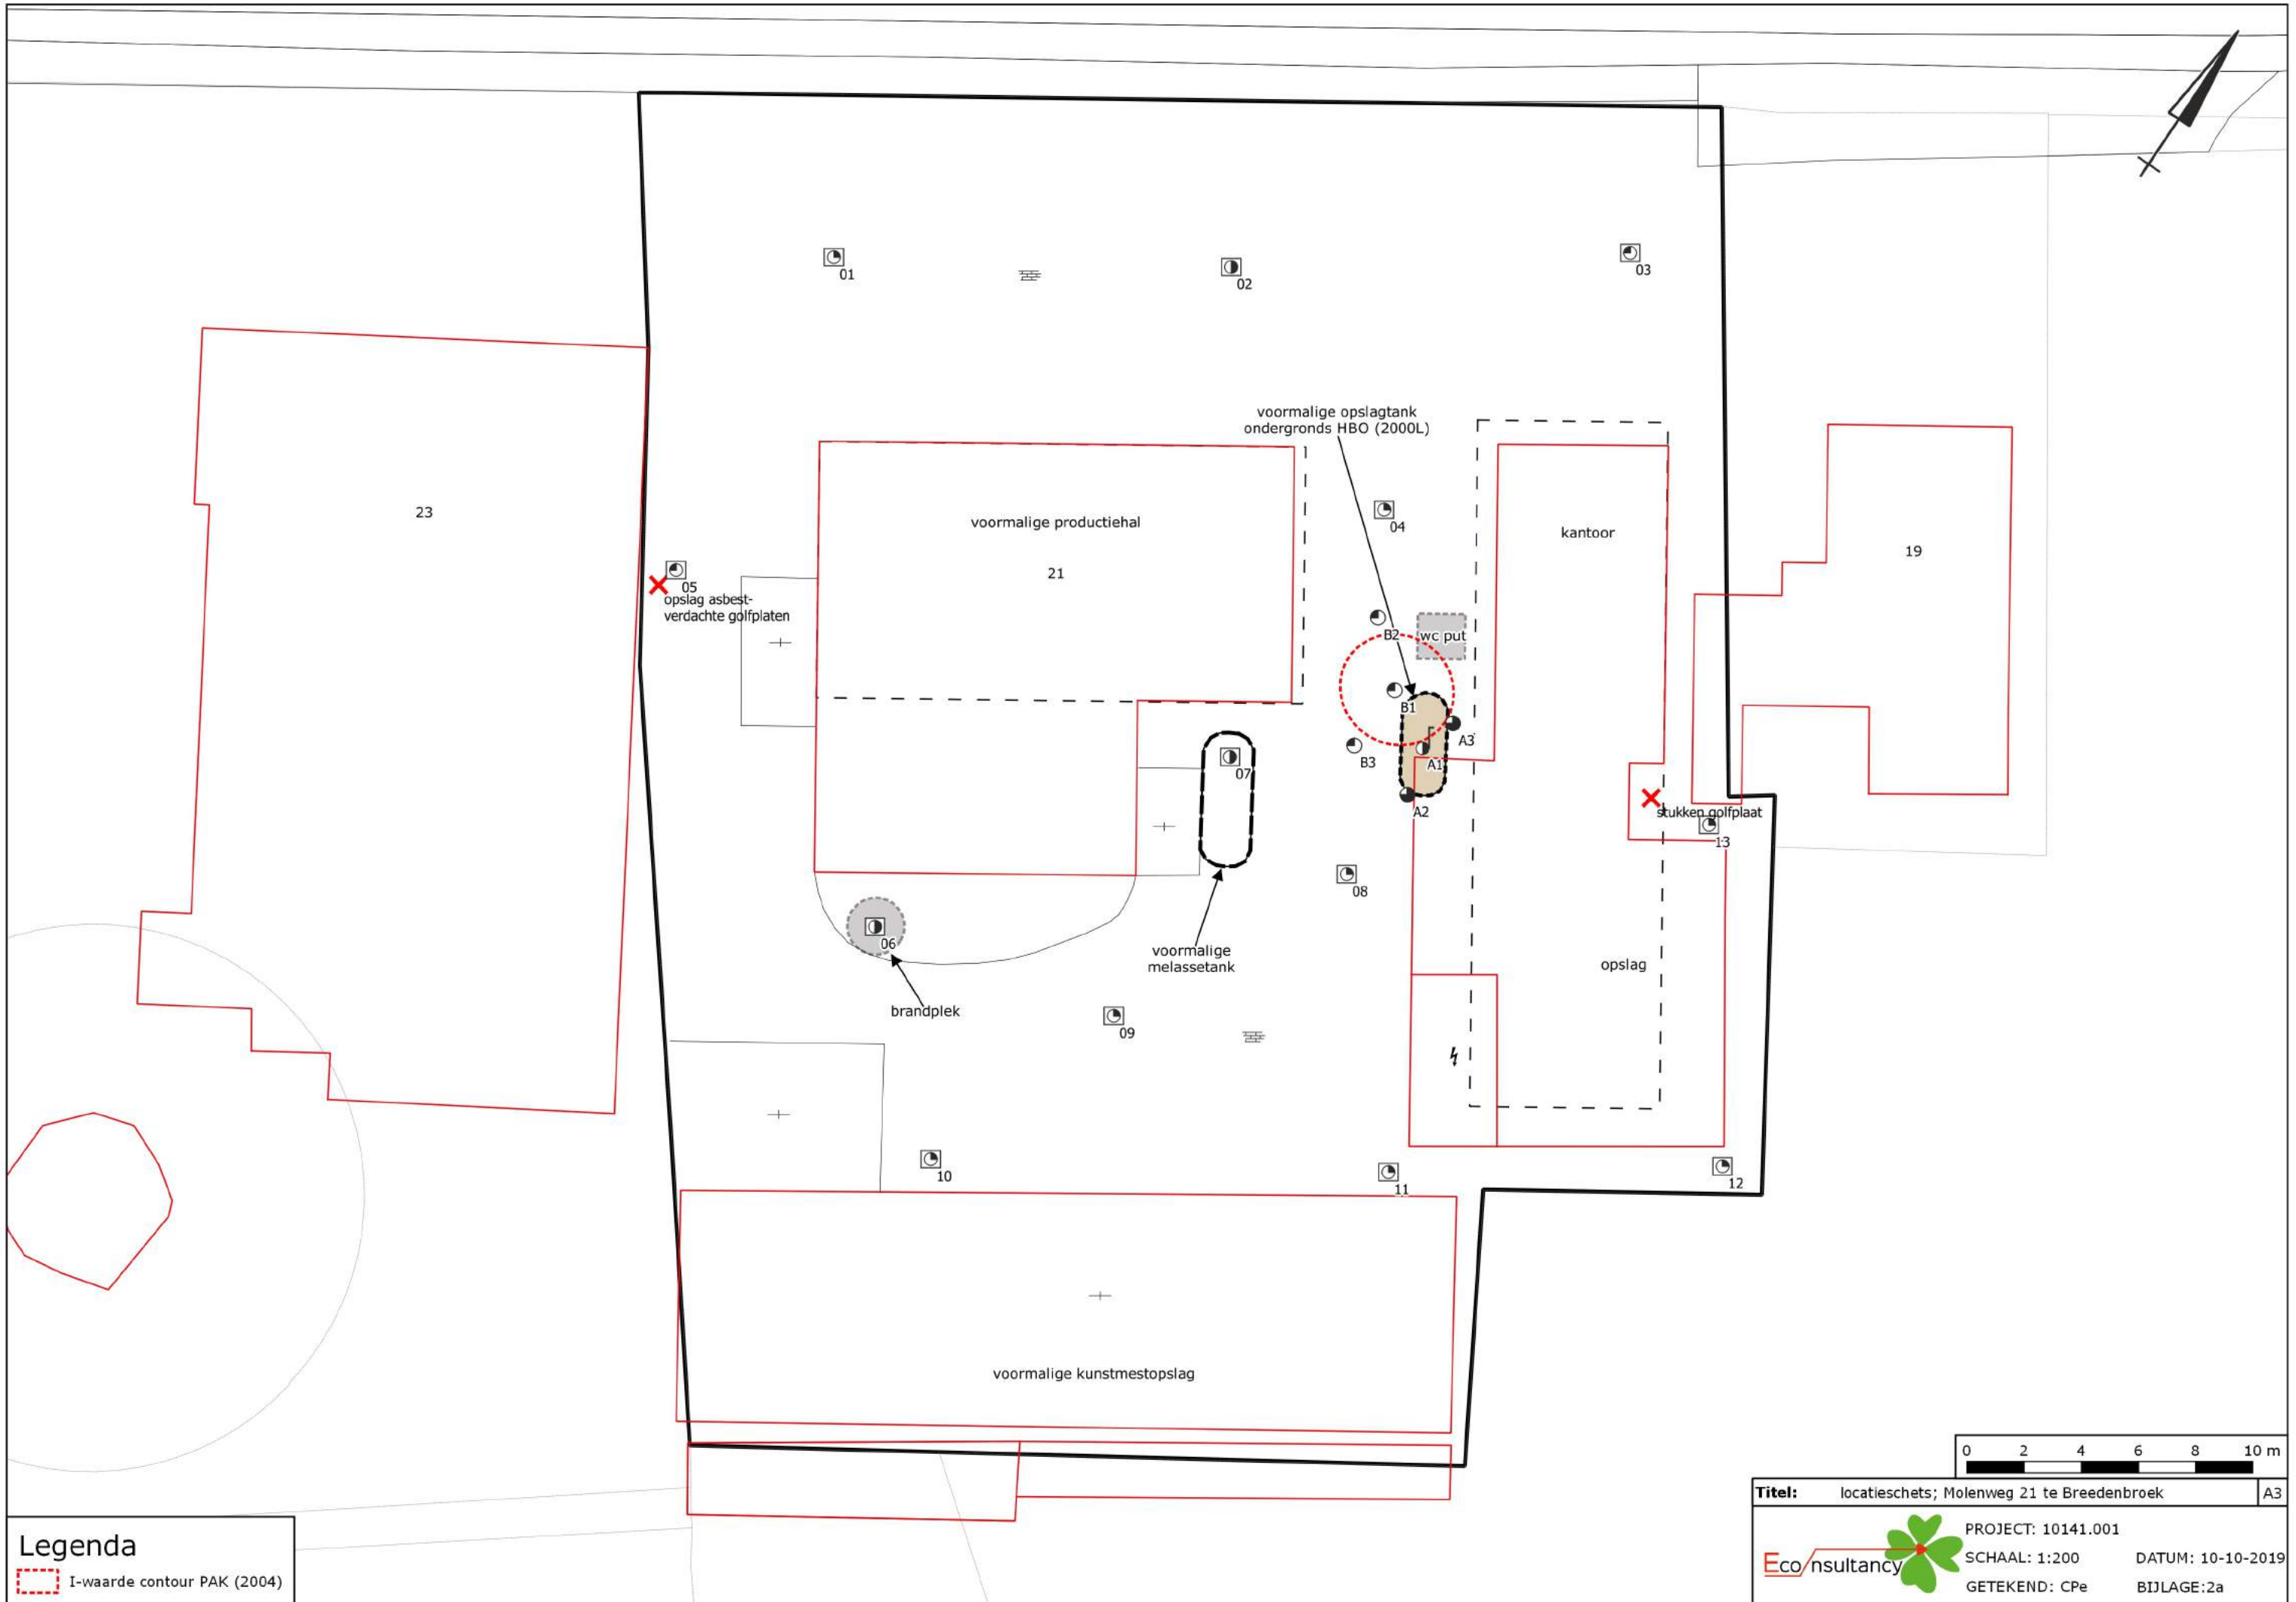 01
02
03
voormalige opslagtank
ondergronds HBO (2000L)
23
voormalige productiehal
21
04
kantoor
19
05
opslag asbest-
verdachte golfplaten
B2
wc put
B1
A3
B3
A1
07
A2
stukken golfplaat
13
08
06
voormalige
melassetank
opslag
brandplek
09
10
11
12
voormalige kunstmestopslag
0 2 4 6 8 10 m
Titel: locatieschets; Molenweg 21 te Breedenbroek A3
Legenda
I-waarde contour PAK (2004)
Eco/nsultancy
PROJECT: 10141.001
SCHAAL: 1:200 DATUM: 10-10-2019
GETEKEND: CPe BIJLAGE:2a